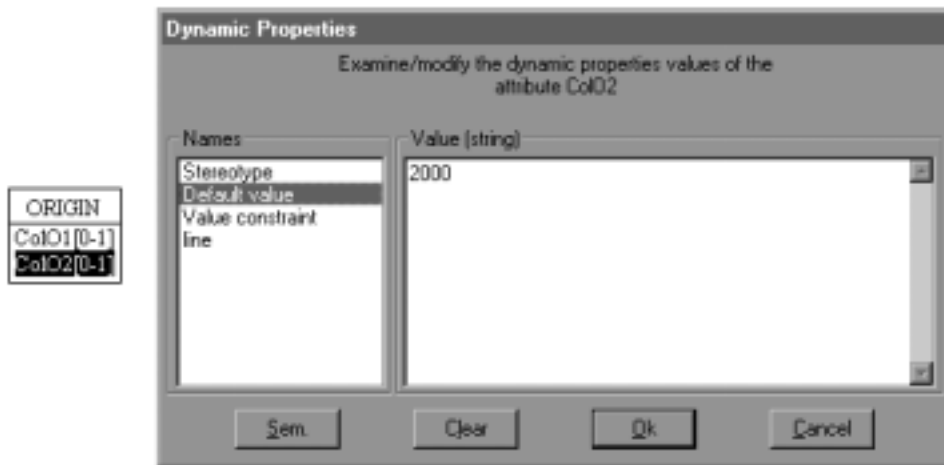 ORIGIN
ColO1[0-1]
ColO2[0-1]
Dynamic Properties
Examine/modify the dynamic properties values of the
attribute ColO2
Names
Stereotype
Default value
Value constraint
line
Value (string)
2000
Sem.
Clear
Ok
Cancel